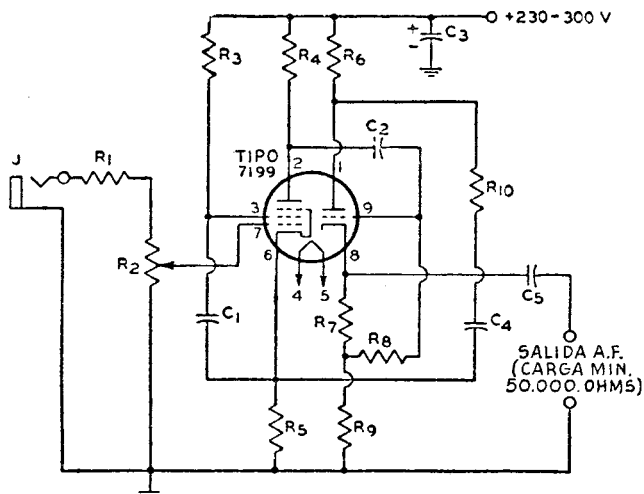 +230-300 V
R3
R4
R6
C3
+
-
C2
J
R1
TIPO
7199
2
1
R10
3
7
9
6
8
R2
4
5
C1
C5
R7
C4
R8
SALIDA A.F.
(CARGA MIN.
50.000.OHMS)
R5
R9